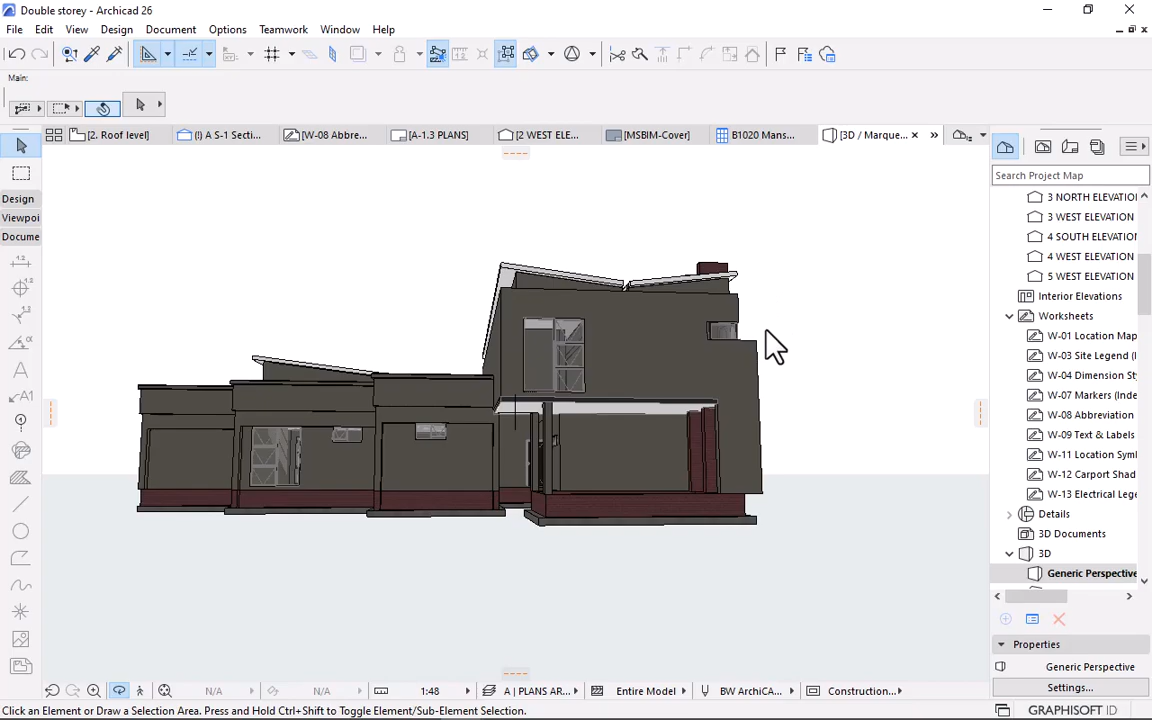 Double storey - Archicad 26
File Edit View Design Document Options Teamwork Window Help
Main:
[2. Roof level] (!) A S-1 Secti... [W-08 Abbre... [A-1.3 PLANS] [2 WEST ELE... [MSBIM-Cover] B1020 Mans... [3D / Marque...
Search Project Map
Design
Viewpoi
Docume
3 NORTH ELEVATIO
3 WEST ELEVATION
4 SOUTH ELEVATIO
4 WEST ELEVATION
5 WEST ELEVATION
Interior Elevations
Worksheets
W-01 Location Map
W-03 Site Legend (I
W-04 Dimension Sty
W-07 Markers (Inde
W-08 Abbreviation
W-09 Text & Labels
W-11 Location Symb
W-12 Carport Shad
W-13 Electrical Lege
Details
3D Documents
3D
Generic Perspective
Properties
Generic Perspective
Settings...
N/A N/A 1:48 A | PLANS AR... Entire Model BW ArchiCA... Construction...
Click an Element or Draw a Selection Area. Press and Hold Ctrl+Shift to Toggle Element/Sub-Element Selection.
GRAPHISOFT ID